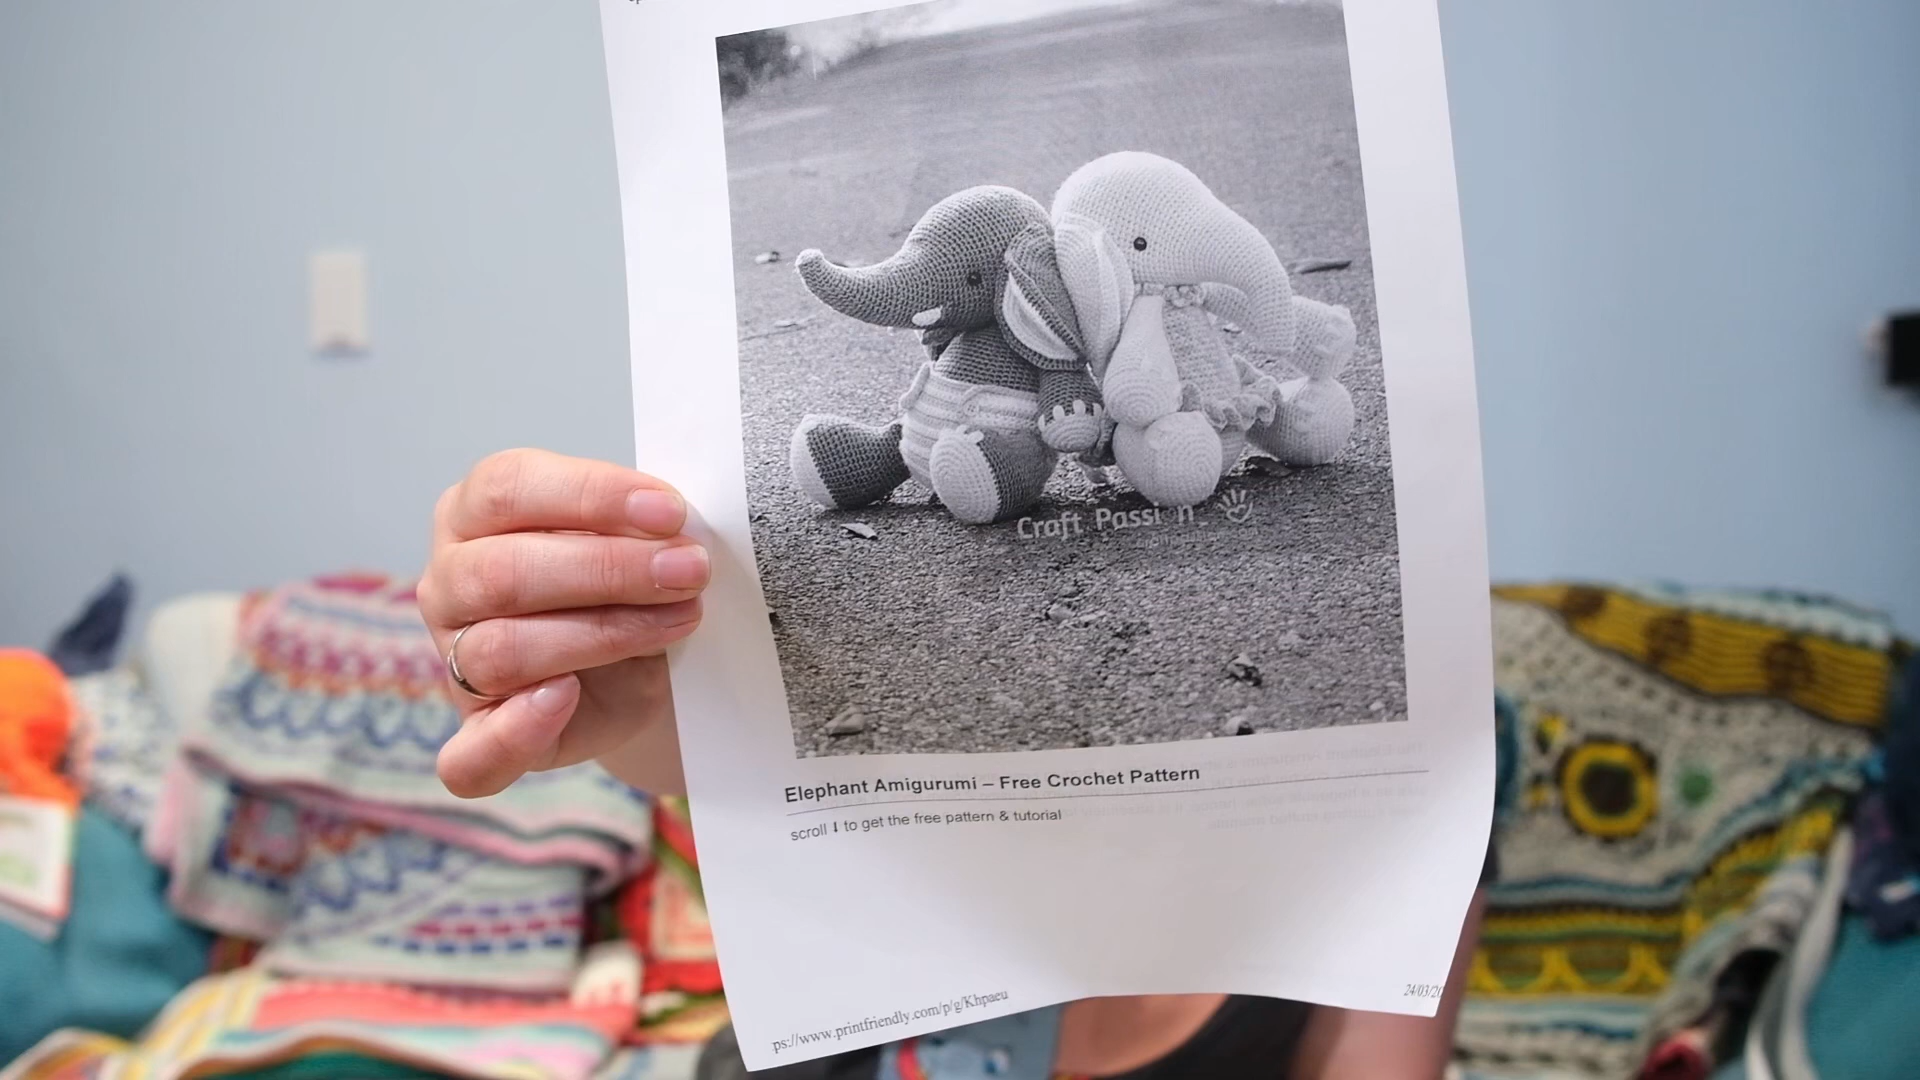 Craft Passi n
Elephant Amigurumi – Free Crochet Pattern
scroll ⬇ to get the free pattern & tutorial
ps://www.printfriendly.com/p/g/Khpaeu
24/03/20